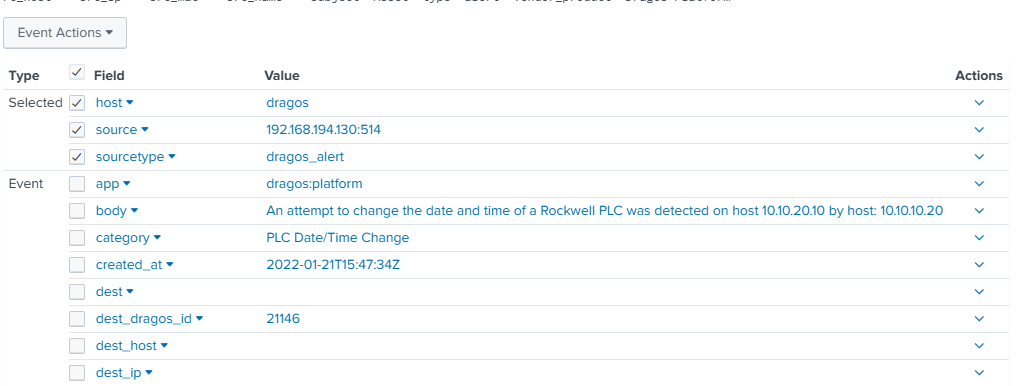 Event Actions
Type Field Value Actions
Selected host dragos
source 192.168.194.130:514
sourcetype dragos_alert
Event app dragos:platform
body An attempt to change the date and time of a Rockwell PLC was detected on host 10.10.20.10 by host: 10.10.10.20
category PLC Date/Time Change
created_at 2022-01-21T15:47:34Z
dest
dest_dragos_id 21146
dest_host
dest_ip